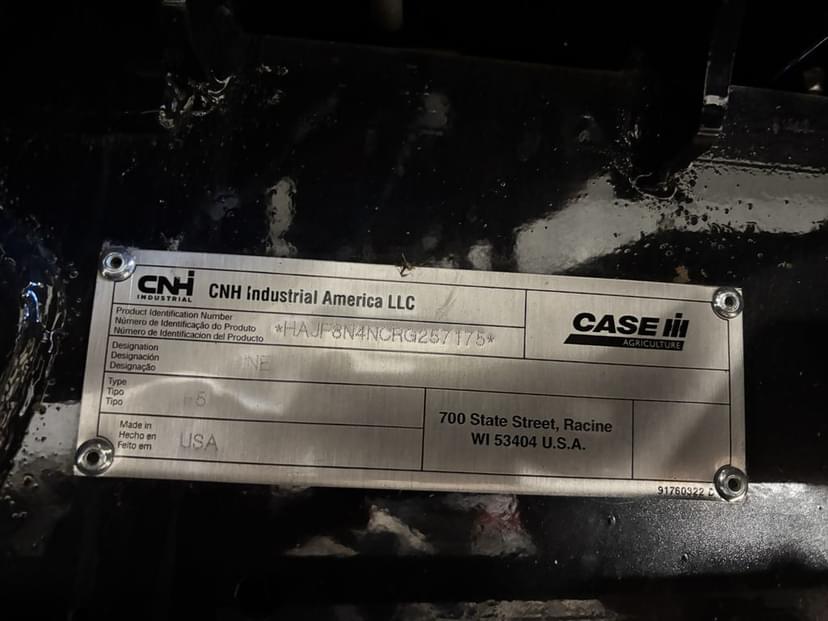 CNH
INDUSTRIAL
CNH Industrial America LLC
Product Identification Number
Número de Identificação do Produto
Número de Identificacion del Producto
*HAJF8N4NCRG257175*
CASE IH
AGRICULTURE
Designation
Designación
Designação
Type
Tipo
Tipo
Made in
Hecho en
Feito em
USA
700 State Street, Racine
WI 53404 U.S.A.
91760322